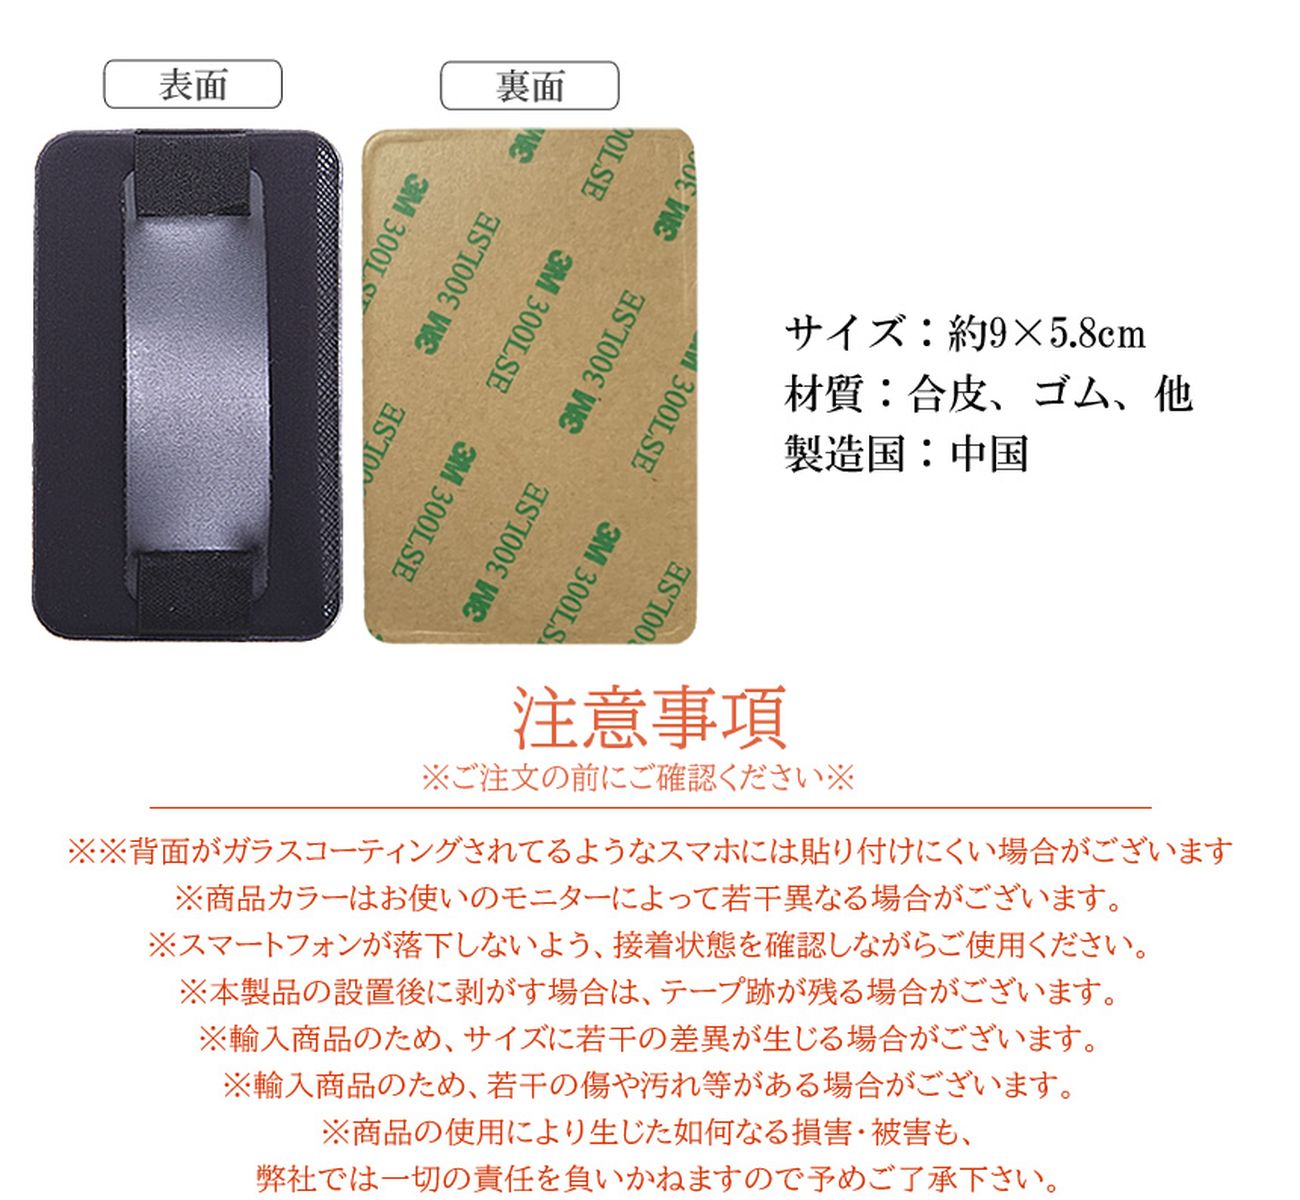 表面
裏面
3M 300LSE
3M 300LSE
3M 300LSE
3M 300LSE
3M 300LSE
3M 300LSE
サイズ：約9×5.8cm
材質：合皮、ゴム、他
製造国：中国
注意事項
※ご注文の前にご確認ください※
※※背面がガラスコーティングされてるようなスマホには貼り付けにくい場合がございます
※商品カラーはお使いのモニターによって若干異なる場合がございます。
※スマートフォンが落下しないよう、接着状態を確認しながらご使用ください。
※本製品の設置後に剥がす場合は、テープ跡が残る場合がございます。
※輸入商品のため、サイズに若干の差異が生じる場合がございます。
※輸入商品のため、若干の傷や汚れ等がある場合がございます。
※商品の使用により生じた如何なる損害・被害も、
弊社では一切の責任を負いかねますので予めご了承下さい。